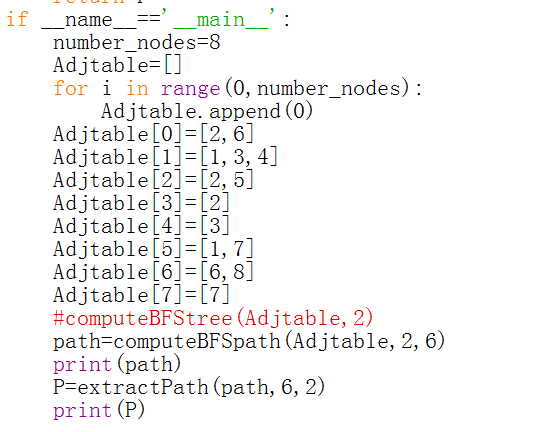 if __name__=='__main__':
    number_nodes=8
    Adjtable=[]
    for i in range(0,number_nodes):
        Adjtable.append(0)
    Adjtable[0]=[2,6]
    Adjtable[1]=[1,3,4]
    Adjtable[2]=[2,5]
    Adjtable[3]=[2]
    Adjtable[4]=[3]
    Adjtable[5]=[1,7]
    Adjtable[6]=[6,8]
    Adjtable[7]=[7]
    #computeBFStree(Adjtable,2)
    path=computeBFSpath(Adjtable,2,6)
    print(path)
    P=extractPath(path,6,2)
    print(P)